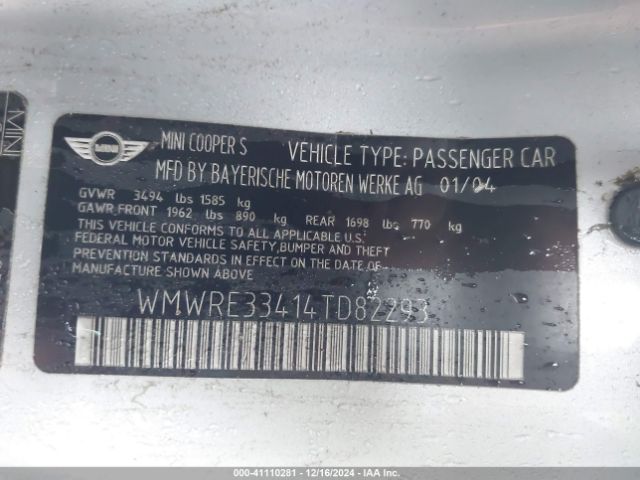 MINI
MINI
MINI COOPER S
VEHICLE TYPE: PASSENGER CAR
MFD BY BAYERISCHE MOTOREN WERKE AG 01/04
GVWR 3494 lbs 1585 kg
GAWR FRONT 1962 lbs 890 kg REAR 1698 lbs 770 kg
THIS VEHICLE CONFORMS TO ALL APPLICABLE U.S.
FEDERAL MOTOR VEHICLE SAFETY, BUMPER AND THEFT
PREVENTION STANDARDS IN EFFECT ON THE DATE OF
MANUFACTURE SHOWN ABOVE
WMWRE33414TD82293
000-41110281 - 12/16/2024 -